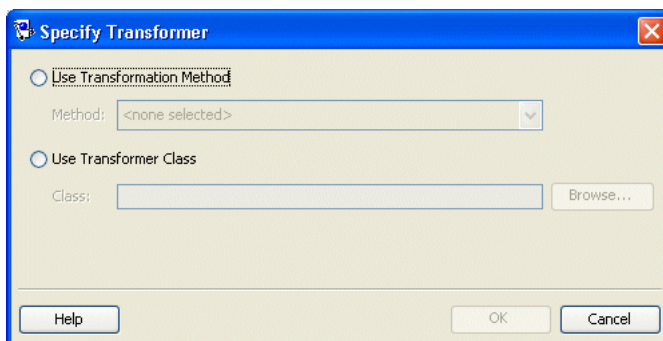 Specify Transformer
Use Transformation Method
Method: <none selected>
Use Transformer Class
Class: Browse...
Help OK Cancel